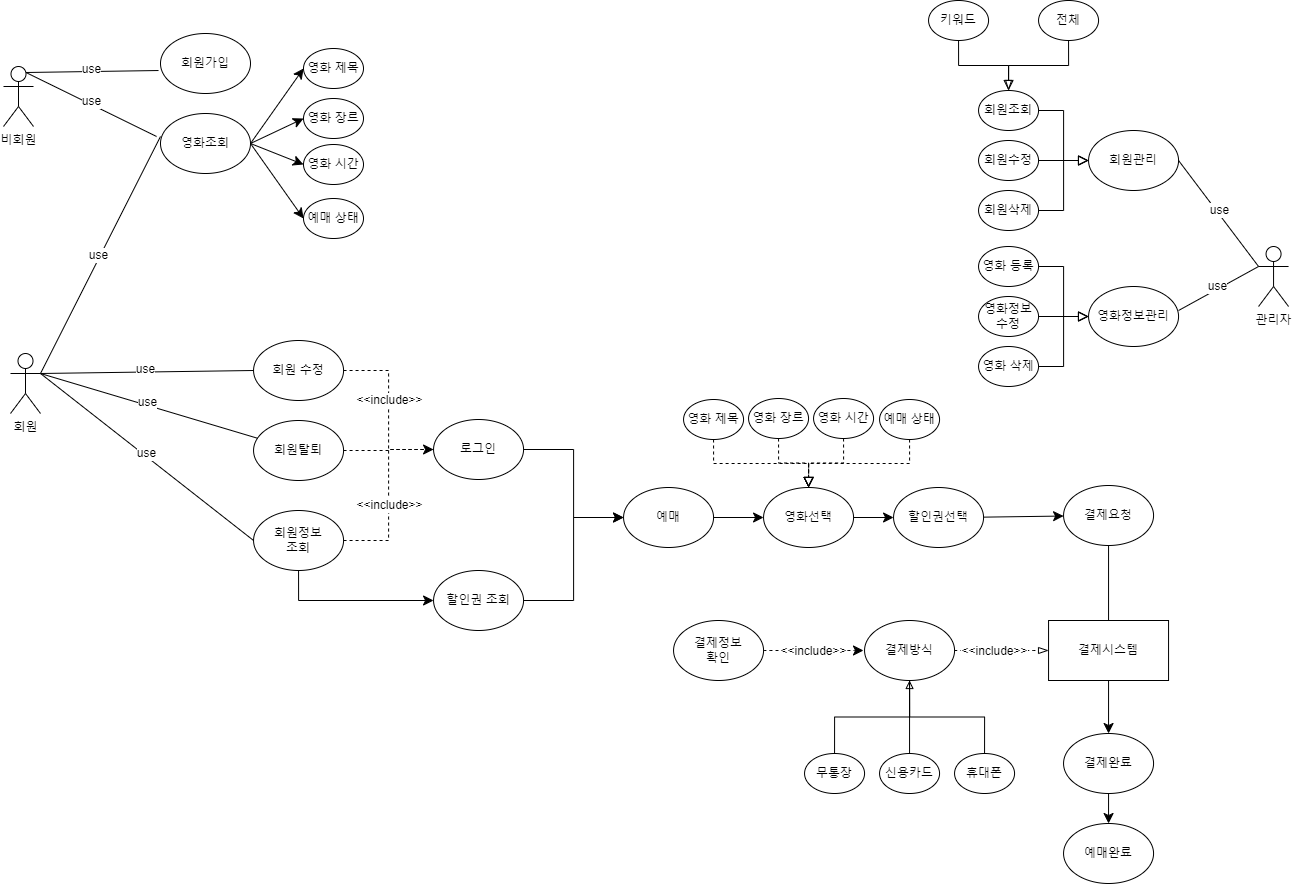 키워드
전체
회원가입
영화 제목
use
use
영화 장르
회원조회
비회원
영화조회
영화 시간
회원수정
회원관리
예매 상태
회원삭제
use
use
영화 등록
use
영화정보
수정
영화정보관리
관리자
영화 삭제
회원 수정
use
<<include>>
use
회원
영화 제목
영화 장르
영화 시간
예매 상태
회원탈퇴
로그인
use
<<include>>
예매
영화선택
할인권선택
결제요청
회원정보
조회
할인권 조회
결제정보
확인
<<include>>
결제방식
<<include>>
결제시스템
무통장
신용카드
휴대폰
결제완료
예매완료